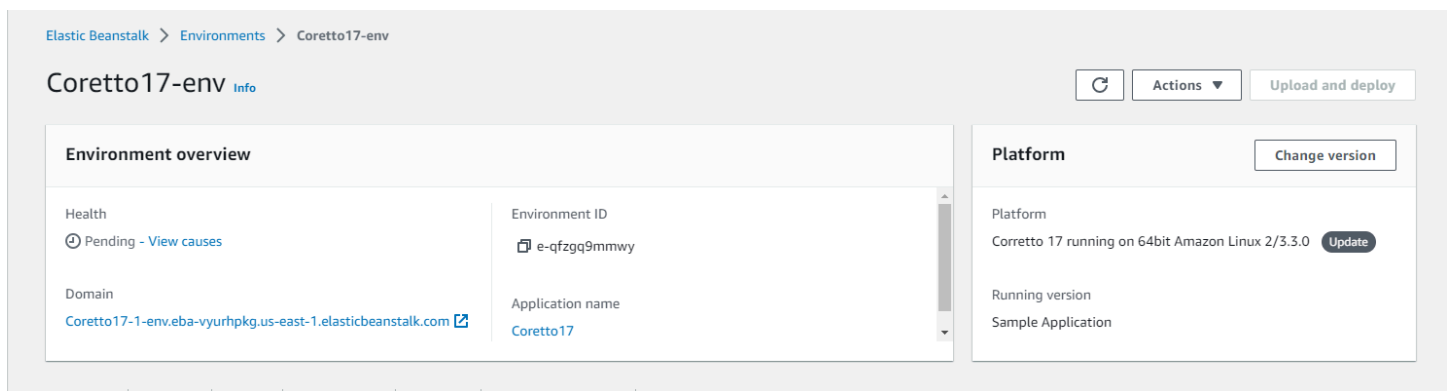 Elastic Beanstalk > Environments > Coretto17-env
Coretto17-env Info
Actions
Upload and deploy
Environment overview
Health
Pending - View causes
Domain
Coretto17-1-env.eba-vyurhpkg.us-east-1.elasticbeanstalk.com
Environment ID
e-qfzgq9mmwy
Application name
Coretto17
Platform
Change version
Platform
Corretto 17 running on 64bit Amazon Linux 2/3.3.0 Update
Running version
Sample Application